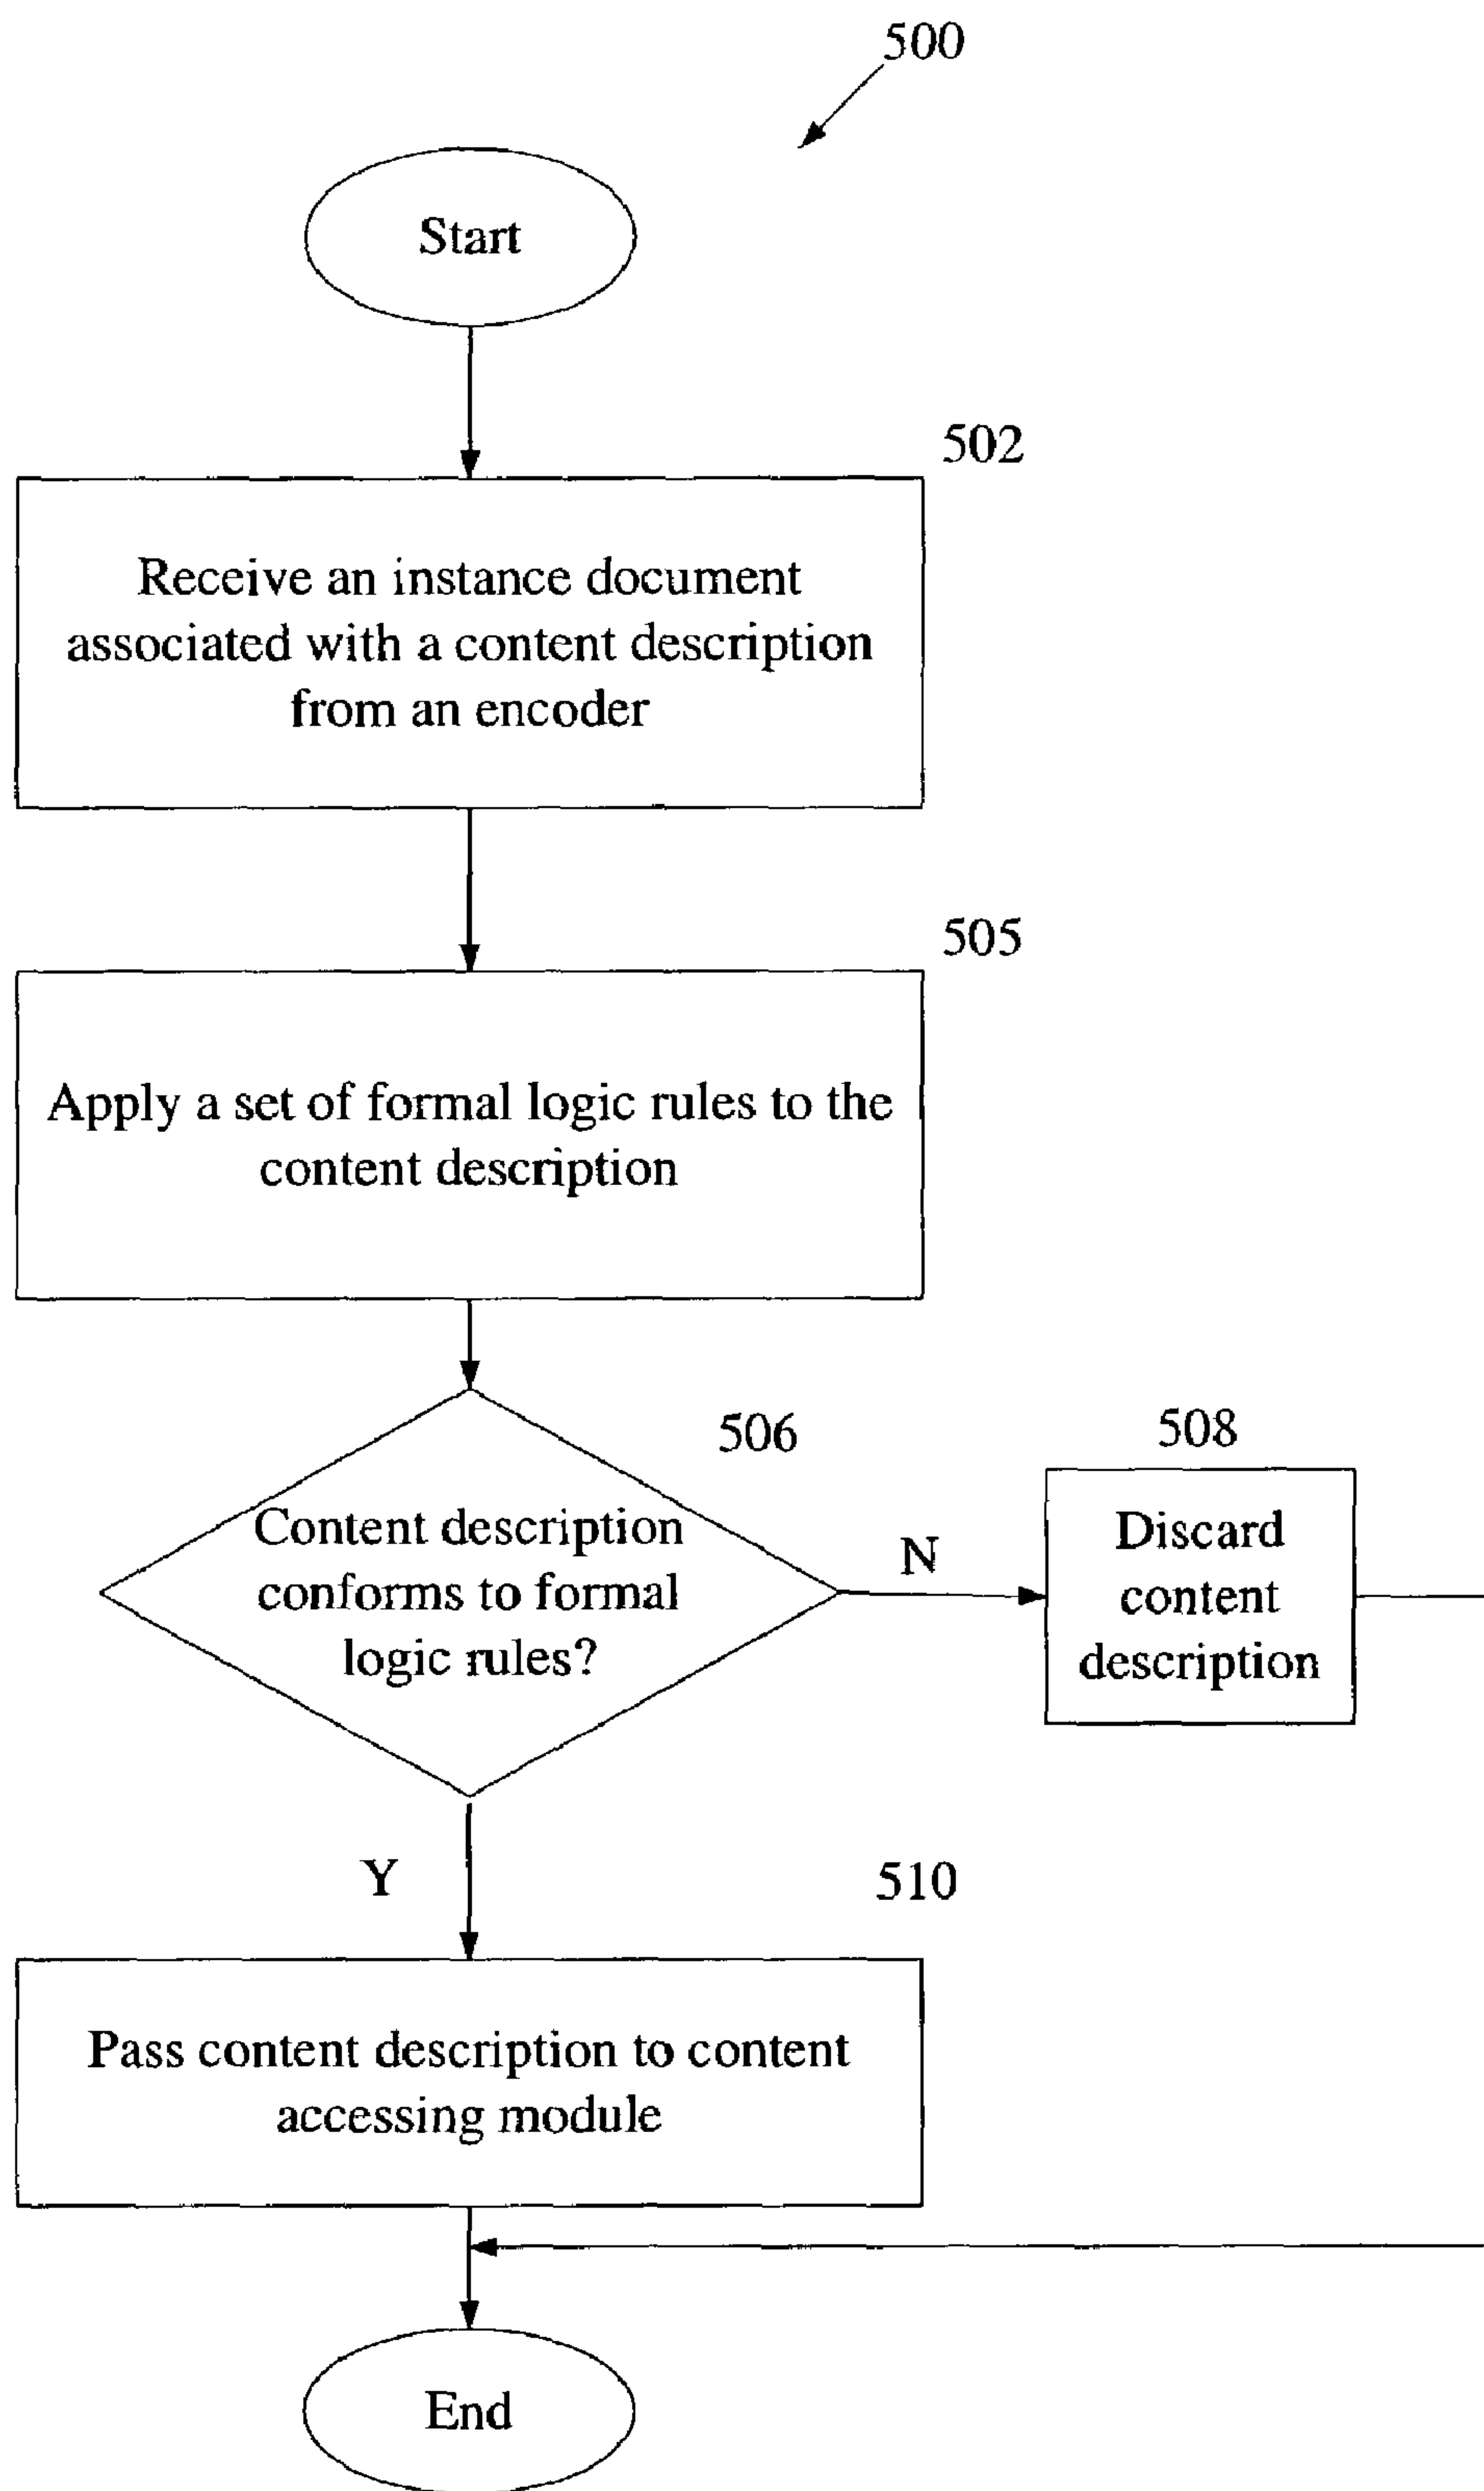 500
Start
502
Receive an instance document
associated with a content description
from an encoder
505
Apply a set of formal logic rules to the
content description
506
Content description
conforms to formal
logic rules?
N
508
Discard
content
description
Y
510
Pass content description to content
accessing module
End